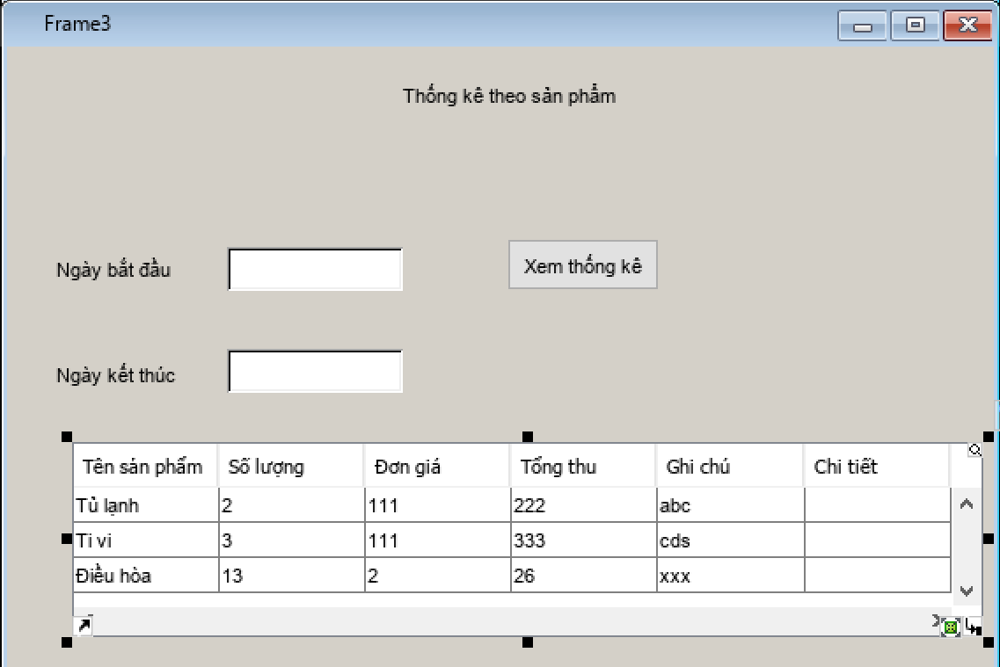 Frame3
Thống kê theo sản phẩm
Ngày bắt đầu
Xem thống kê
Ngày kết thúc
Tên sản phẩm Số lượng Đơn giá Tổng thu Ghi chú Chi tiết
Tủ lạnh 2 111 222 abc
Ti vi 3 111 333 cds
Điều hòa 13 2 26 xxx